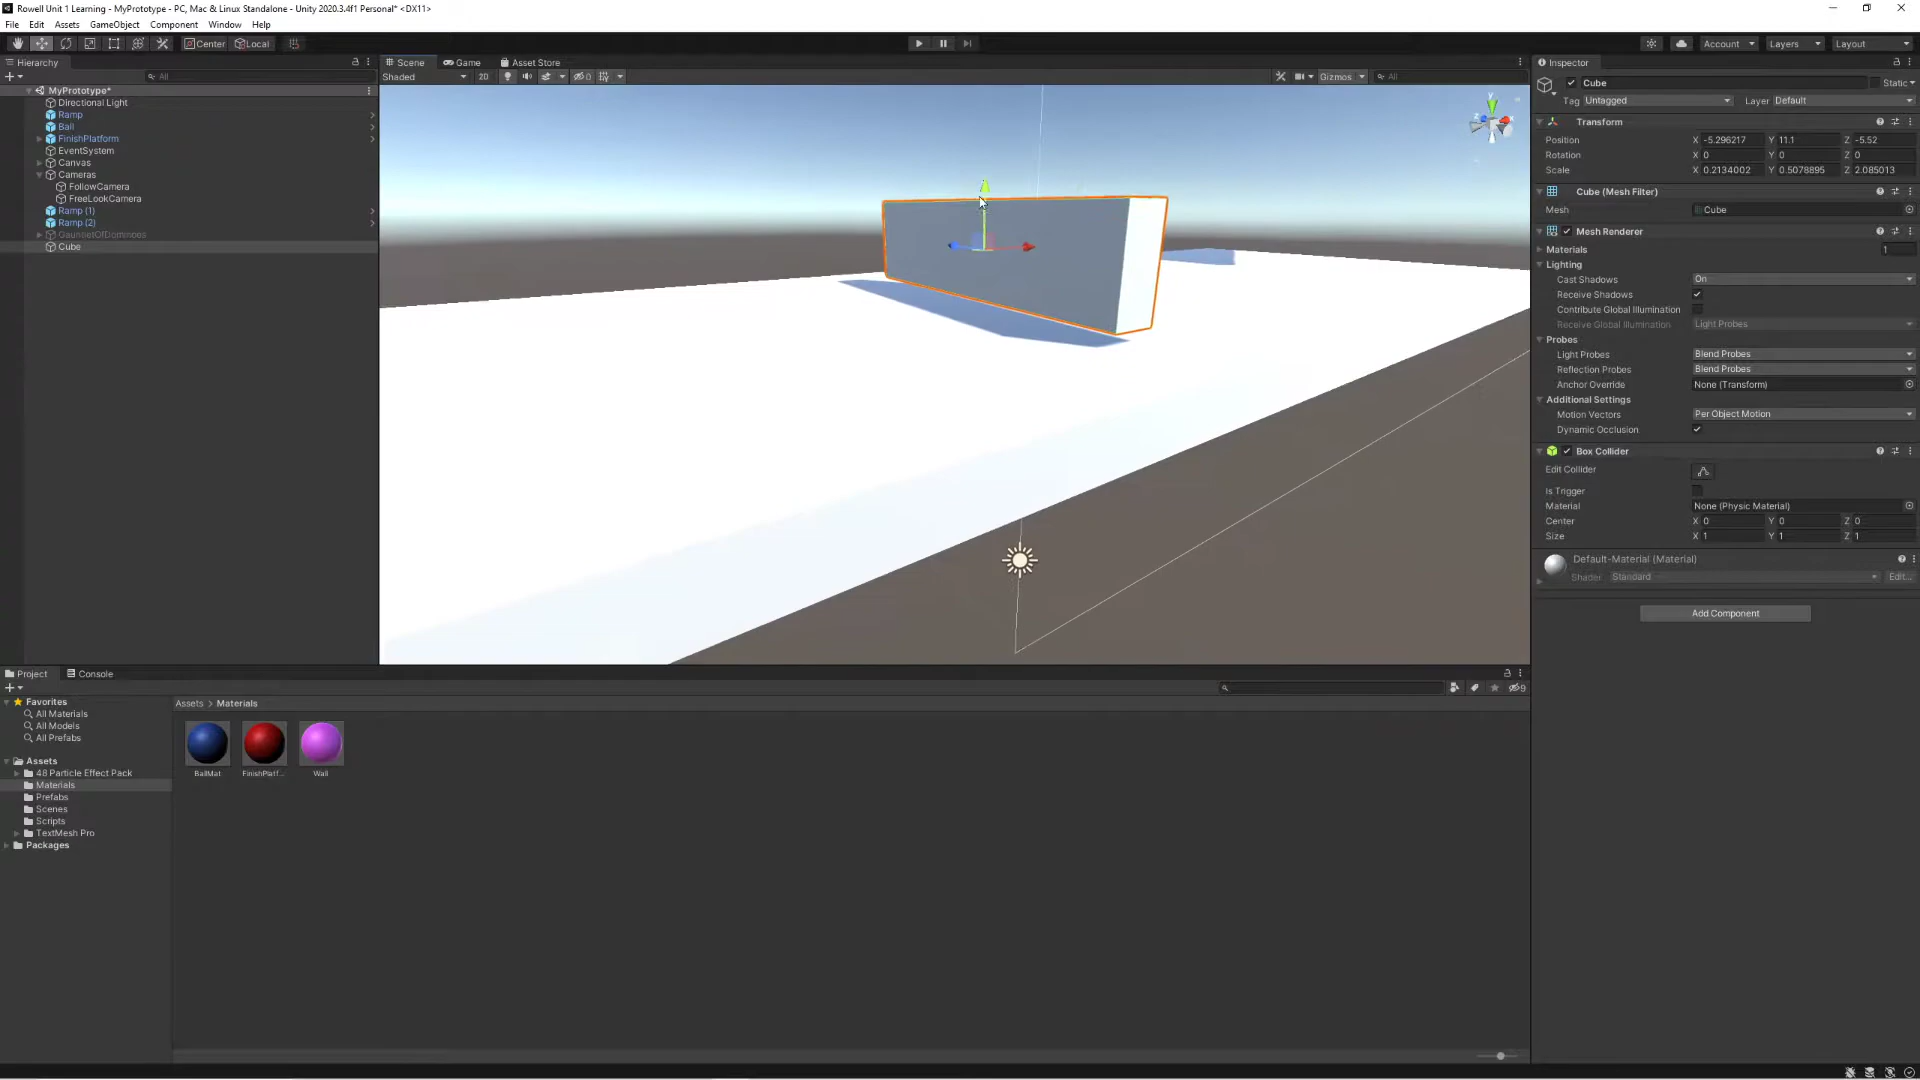 Rowell Unit 1 Learning - MyPrototype - PC, Mac & Linux Standalone - Unity 2020.3.4f1 Personal* <DX11>
File Edit Assets GameObject Component Window Help
Center Local
Account Layers Layout
Hierarchy
All
MyPrototype*
Directional Light
Ramp
Ball
FinishPlatform
EventSystem
Canvas
Cameras
FollowCamera
FreeLookCamera
Ramp (1)
Ramp (2)
GauntletOfDominoes
Cube
Scene Game Asset Store
Shaded 2D 0 Gizmos All
y
Inspector
Cube Static
Tag Untagged Layer Default
Transform
Position X -5.296217 Y 11.1 Z -5.52
Rotation X 0 Y 0 Z 0
Scale X 0.2134002 Y 0.5078895 Z 2.085013
Cube (Mesh Filter)
Mesh Cube
Mesh Renderer
Materials 1
Lighting
Cast Shadows On
Receive Shadows
Contribute Global Illumination
Receive Global Illumination Light Probes
Probes
Light Probes Blend Probes
Reflection Probes Blend Probes
Anchor Override None (Transform)
Additional Settings
Motion Vectors Per Object Motion
Dynamic Occlusion
Box Collider
Edit Collider
Is Trigger
Material None (Physic Material)
Center X 0 Y 0 Z 0
Size X 1 Y 1 Z 1
Default-Material (Material)
Shader Standard Edit...
Add Component
Project Console
9
Favorites
All Materials
All Models
All Prefabs
Assets
48 Particle Effect Pack
Materials
Prefabs
Scenes
Scripts
TextMesh Pro
Packages
Assets > Materials
BallMat FinishPlatf... Wall